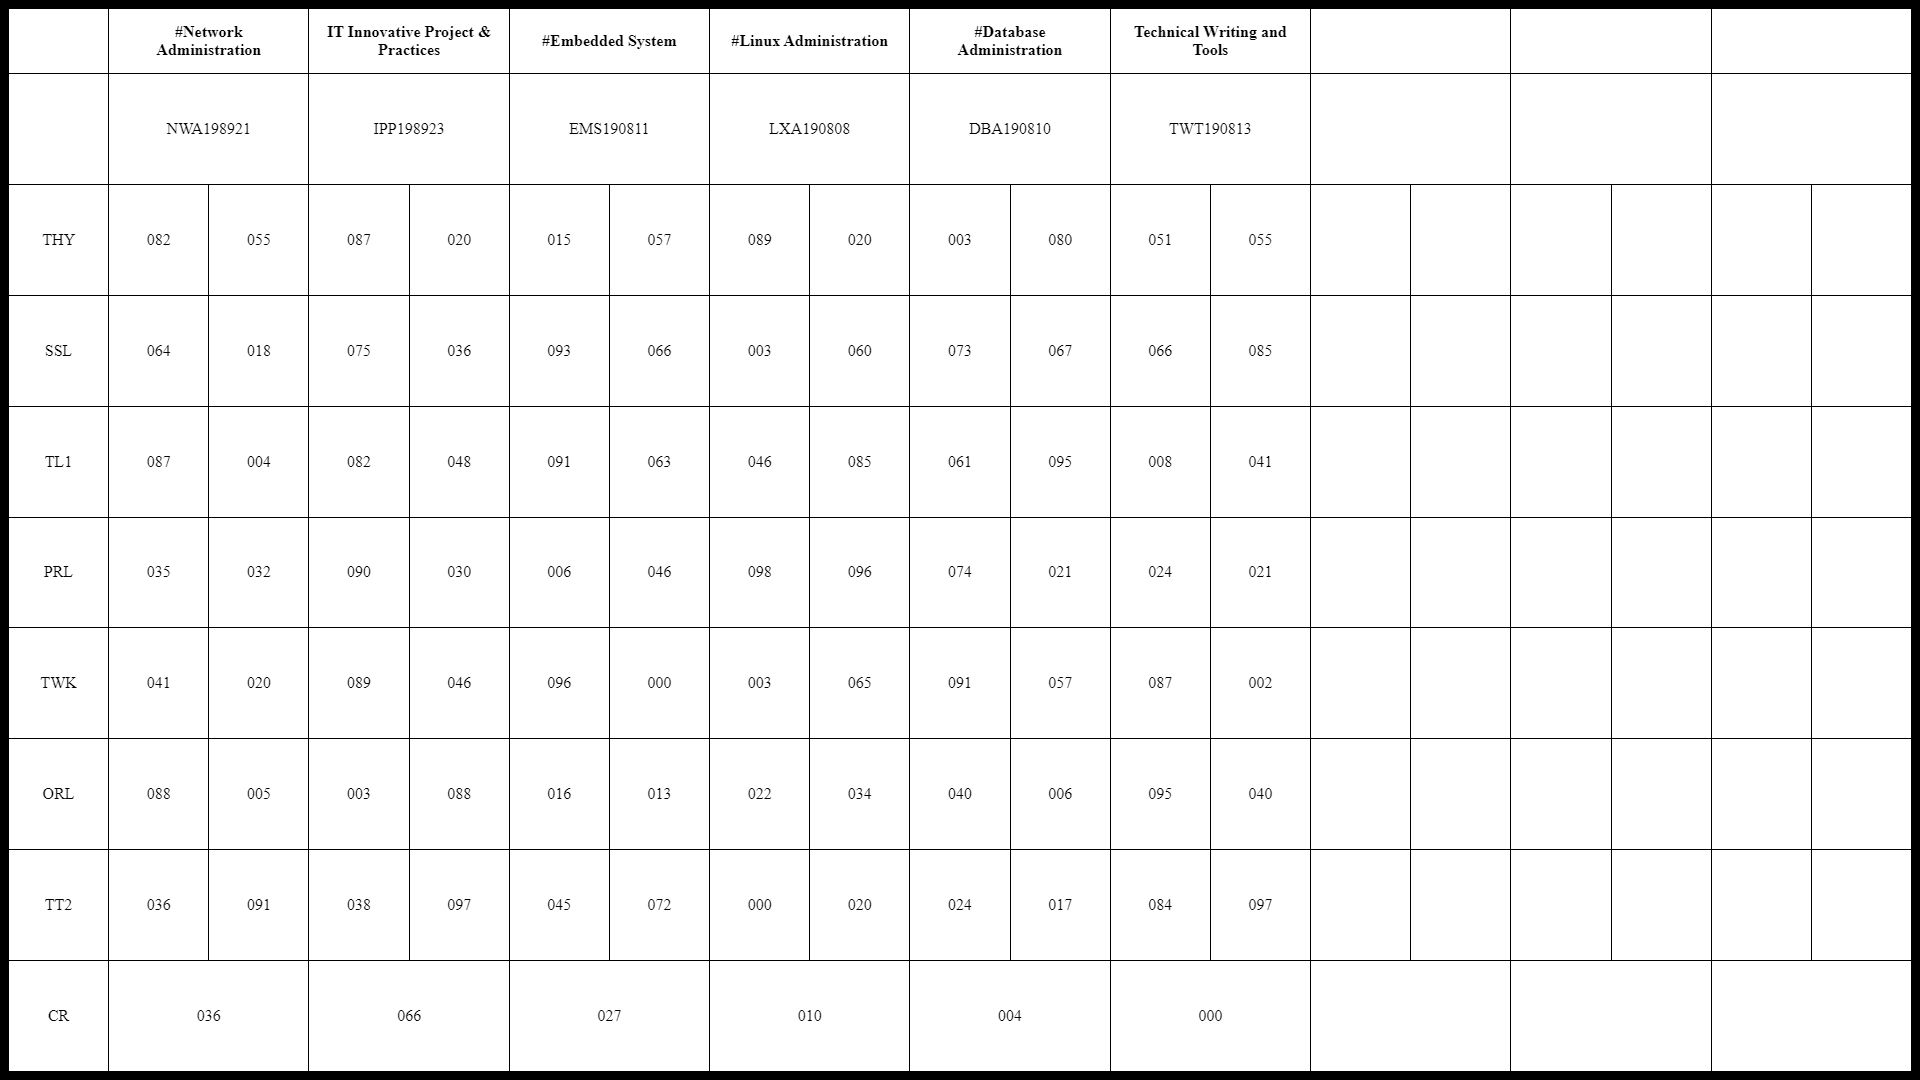 #Network Administration IT Innovative Project & Practices #Embedded System #Linux Administration #Database Administration Technical Writing and Tools
NWA198921 IPP198923 EMS190811 LXA190808 DBA190810 TWT190813
THY 082 055 087 020 015 057 089 020 003 080 051 055
SSL 064 018 075 036 093 066 003 060 073 067 066 085
TL1 087 004 082 048 091 063 046 085 061 095 008 041
PRL 035 032 090 030 006 046 098 096 074 021 024 021
TWK 041 020 089 046 096 000 003 065 091 057 087 002
ORL 088 005 003 088 016 013 022 034 040 006 095 040
TT2 036 091 038 097 045 072 000 020 024 017 084 097
CR 036 066 027 010 004 000